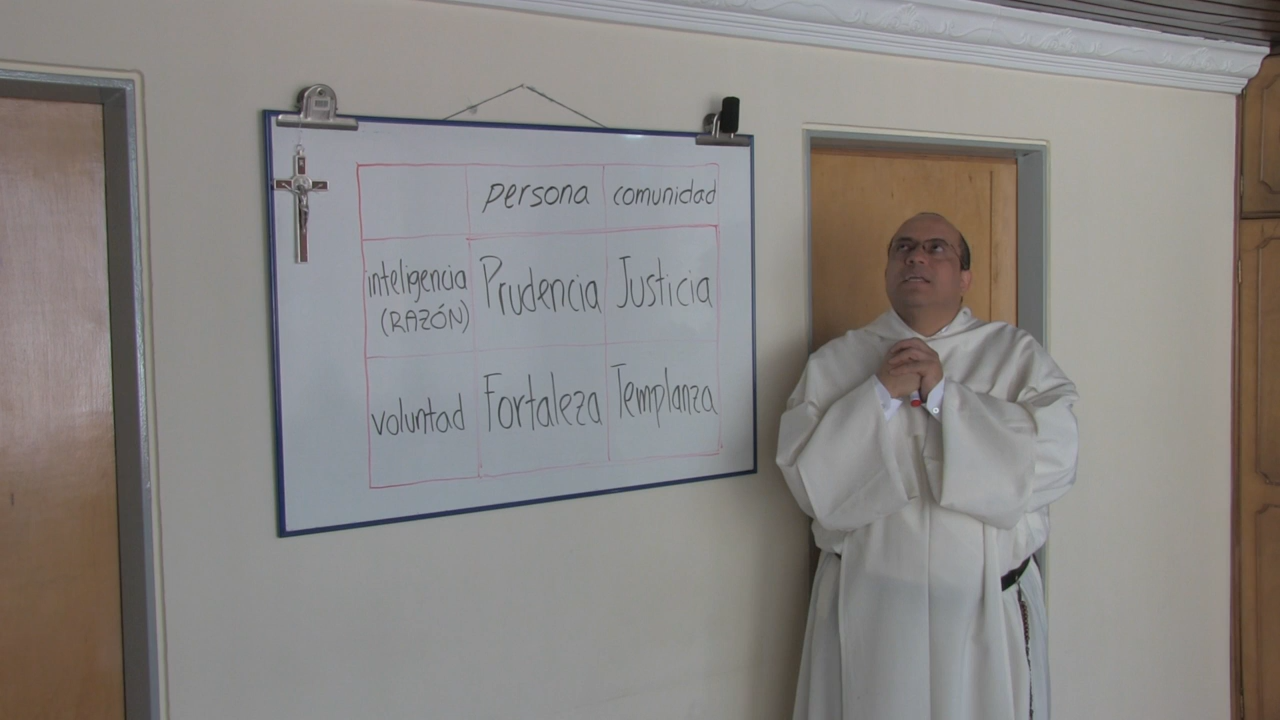 persona comunidad
inteligencia Prudencia Justicia
(RAZÓN)
voluntad Fortaleza Templanza